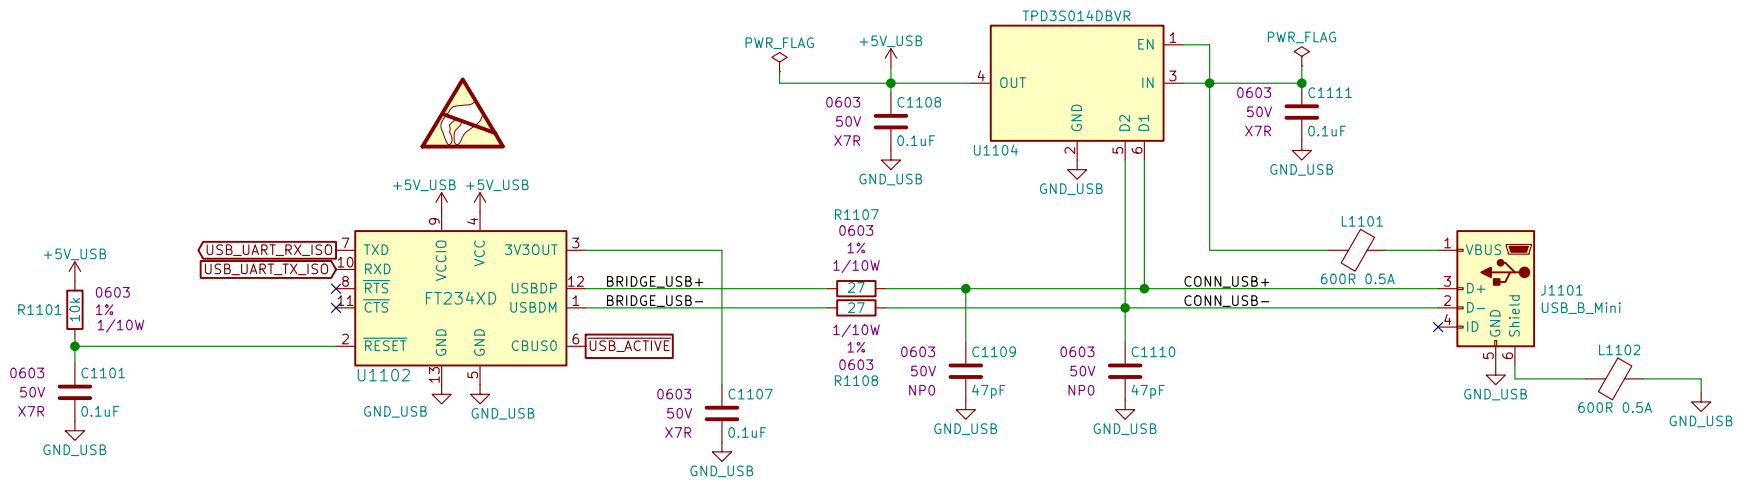 TPD3S014DBVR
PWR_FLAG
+5V_USB
EN
1
PWR_FLAG
4
OUT
IN
3
0603
50V
X7R
C1108
0.1uF
GND_USB
GND
D2
D1
U1104
2
5
6
GND_USB
0603
50V
X7R
C1111
0.1uF
GND_USB
+5V_USB
+5V_USB
9
4
USB_UART_RX_ISO
7
TXD
USB_UART_TX_ISO
10
RXD
8
RTS
11
CTS
2
RESET
VCCIO
VCC
3V3OUT
3
FT234XD
USBDP
12
BRIDGE_USB+
USBDM
1
BRIDGE_USB-
GND
GND
CBUS0
6
USB_ACTIVE
U1102
13
5
GND_USB
GND_USB
+5V_USB
R1101
10k
0603
1%
1/10W
0603
50V
X7R
C1101
0.1uF
GND_USB
0603
50V
X7R
C1107
0.1uF
GND_USB
R1107
0603
1%
1/10W
27
27
1/10W
1%
0603
R1108
CONN_USB+
CONN_USB-
0603
50V
NP0
C1109
47pF
GND_USB
0603
50V
NP0
C1110
47pF
GND_USB
L1101
600R 0.5A
1
VBUS
3
D+
2
D-
4
ID
GND
Shield
J1101
USB_B_Mini
5
6
GND_USB
L1102
600R 0.5A
GND_USB